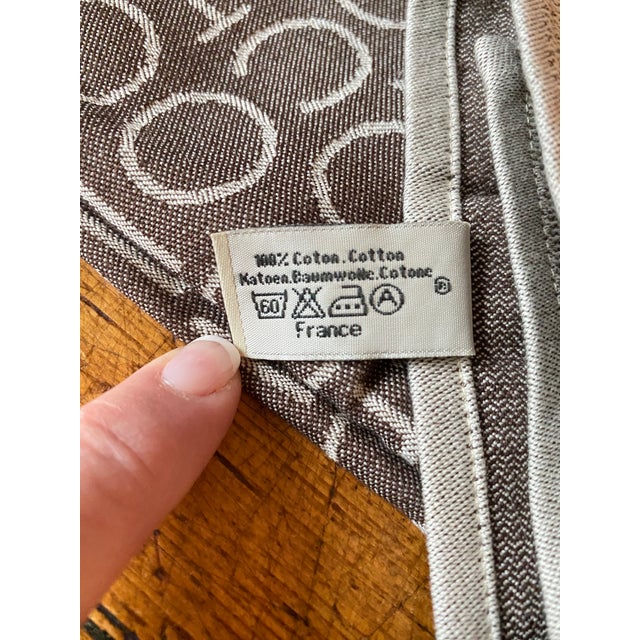 100% Coton.Cotton
Katoen.Baumwolle.Cotone
60 A ®
France